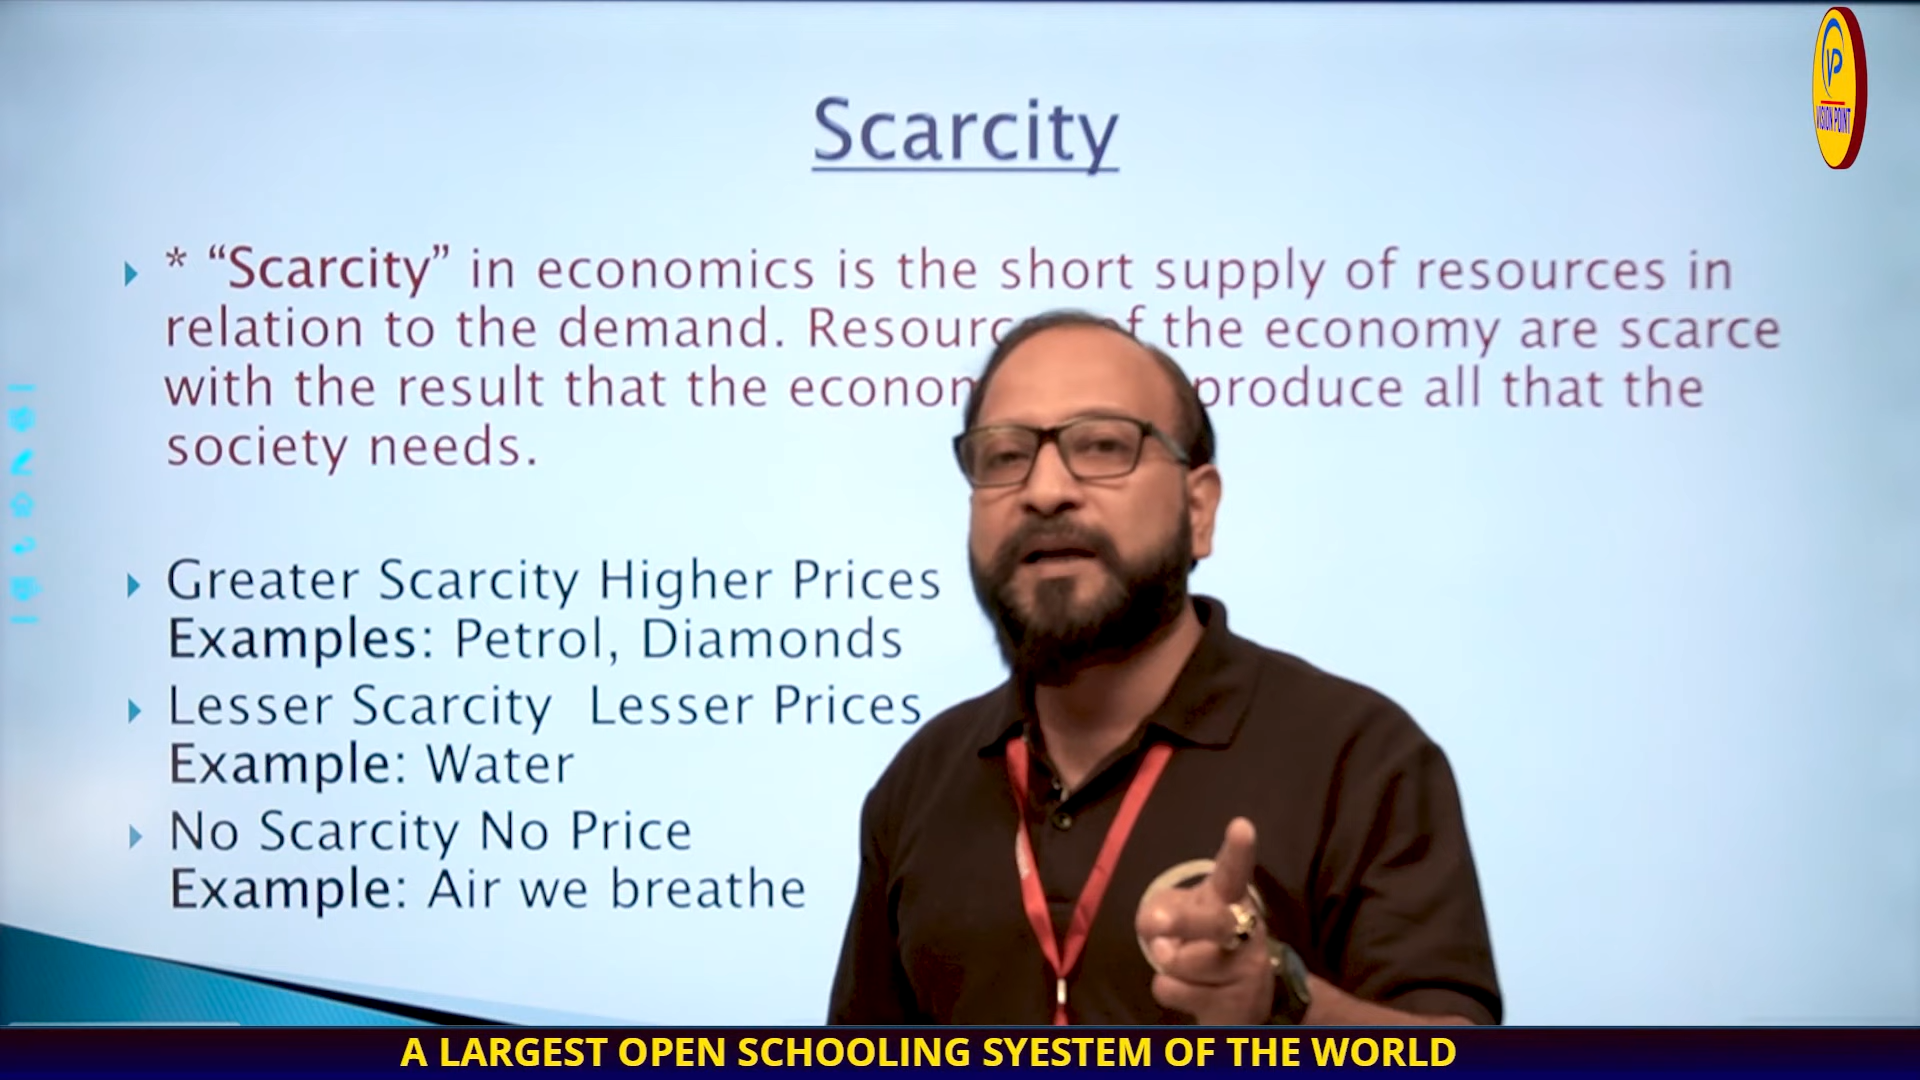 Scarcity
VP
VISION POINT
* “Scarcity” in economics is the short supply of resources in
relation to the demand. the economy are scarce
with the result that the produce all that the
society needs.
Greater Scarcity Higher Prices
Examples: Petrol, Diamonds
Lesser Scarcity Lesser Prices
Example: Water
No Scarcity No Price
Example: Air we breathe
A LARGEST OPEN SCHOOLING SYESTEM OF THE WORLD